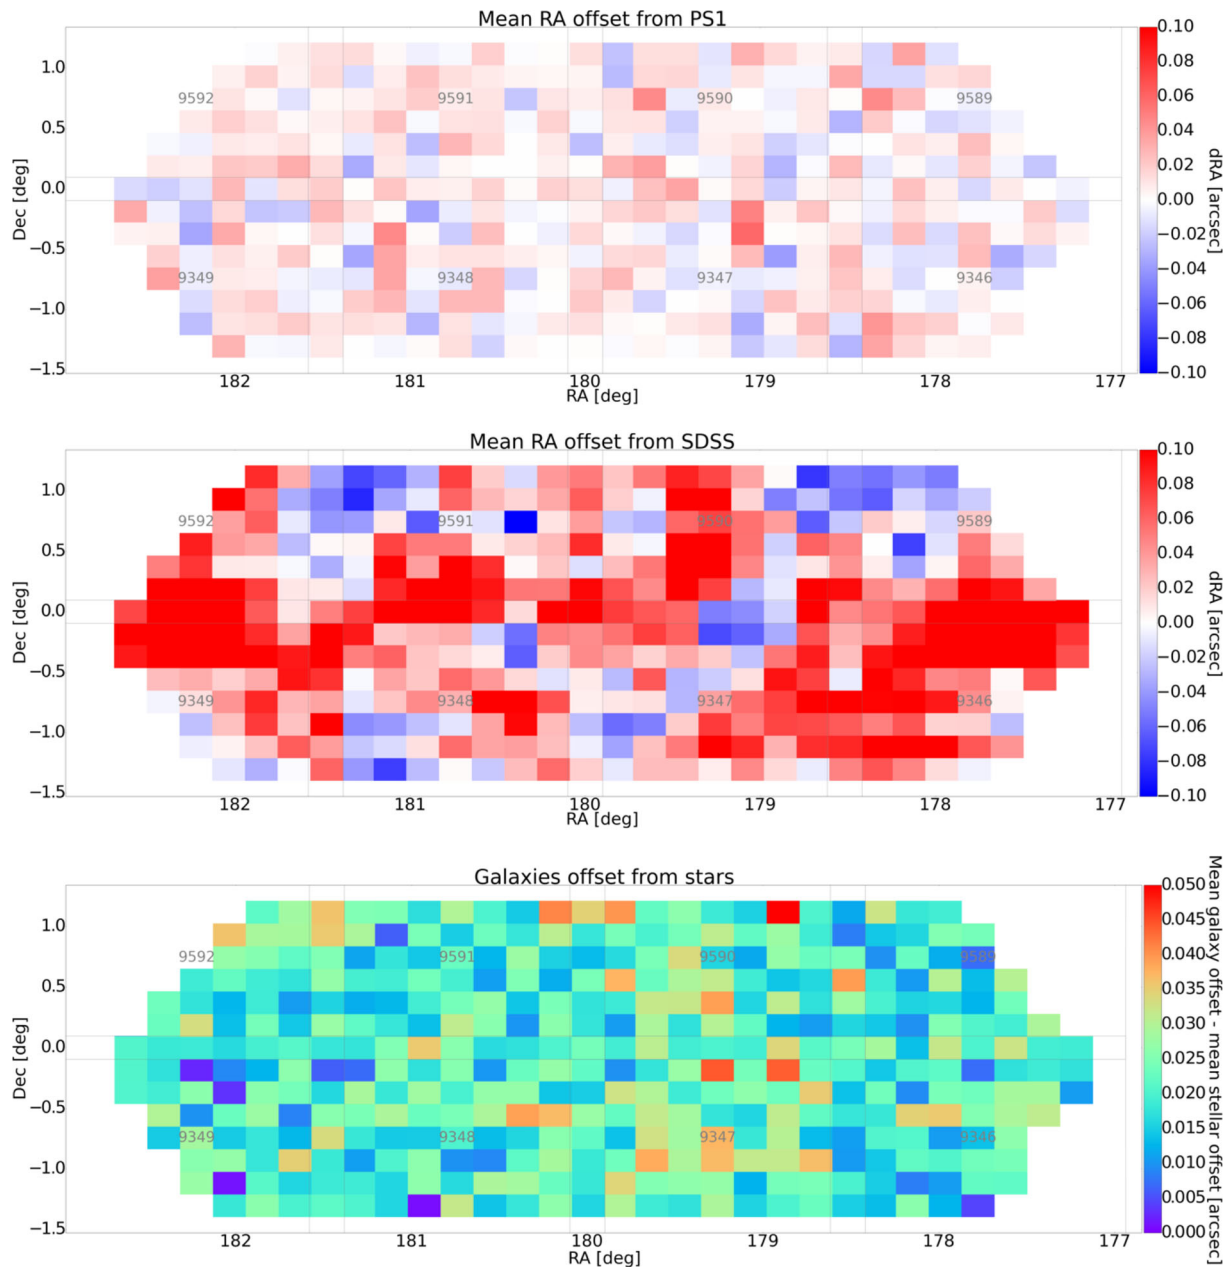 Mean RA offset from PS1
0.10
0.08
0.06
0.04
0.02
0.00
−0.02
−0.04
−0.06
−0.08
−0.10
dRA [arcsec]
1.0
0.5
0.0
−0.5
−1.0
−1.5
Dec [deg]
9592 9591 9590 9589
9349 9348 9347 9346
182 181 180 179 178 177
RA [deg]
Mean RA offset from SDSS
0.10
0.08
0.06
0.04
0.02
0.00
−0.02
−0.04
−0.06
−0.08
−0.10
dRA [arcsec]
1.0
0.5
0.0
−0.5
−1.0
−1.5
Dec [deg]
9592 9591 9590 9589
9349 9348 9347 9346
182 181 180 179 178 177
RA [deg]
Galaxies offset from stars
0.050
0.045
0.040
0.035
0.030
0.025
0.020
0.015
0.010
0.005
0.000
Mean galaxy offset - mean stellar offset [arcsec]
1.0
0.5
0.0
−0.5
−1.0
−1.5
Dec [deg]
9592 9591 9590 9589
9349 9348 9347 9346
182 181 180 179 178 177
RA [deg]